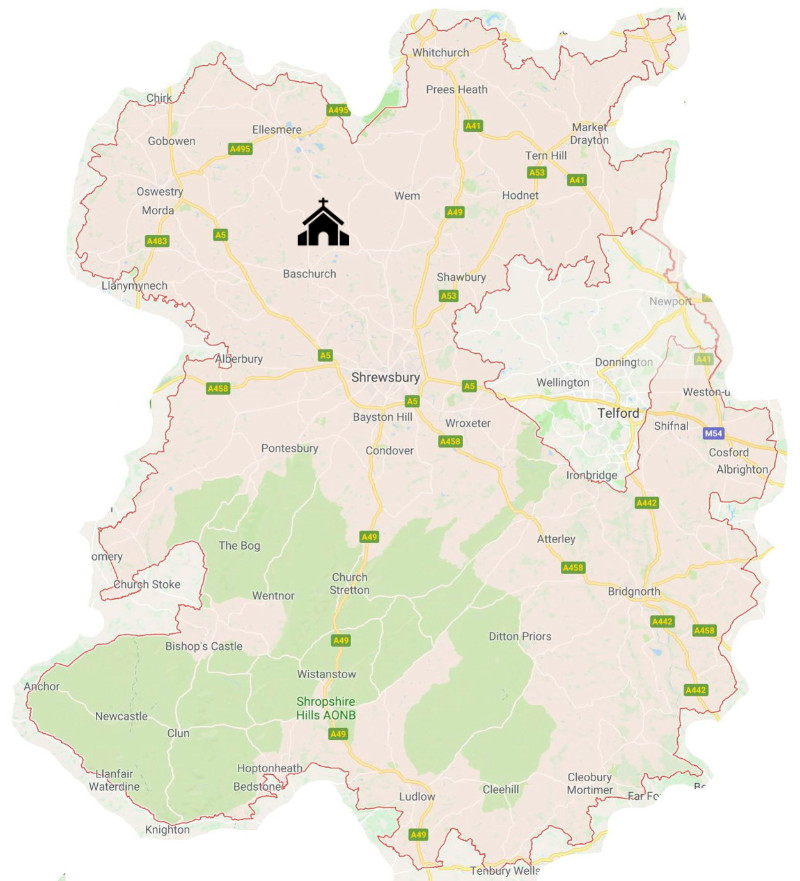 M
Whitchurch
Prees Heath
Chirk
A495
Ellesmere
A41
Market
Drayton
Gobowen
A495
Tern Hill
A53
A41
Oswestry
Wem
Hodnet
Morda
A49
A483
A5
Baschurch
Shawbury
Llanymynech
A53
Newport
Alberbury
A5
Donnington
A41
Shrewsbury
Wellington
A458
A5
Weston-u
A5
Bayston Hill
Wroxeter
Telford
Shifnal
M54
A458
Pontesbury
Condover
Cosford
Albrighton
Ironbridge
A442
A49
The Bog
Atterley
omery
A458
Church Stoke
Church
Stretton
Wentnor
Bridgnorth
A442
A458
Bishop's Castle
A49
Ditton Priors
Wistanstow
Anchor
A442
Shropshire
Hills AONB
Newcastle
Clun
A49
Llanfair
Waterdine
Hoptonheath
Bedstone
Cleobury
Mortimer
Cleehill
Ludlow
Far Fo
Be
Knighton
A49
Tenbury Wells